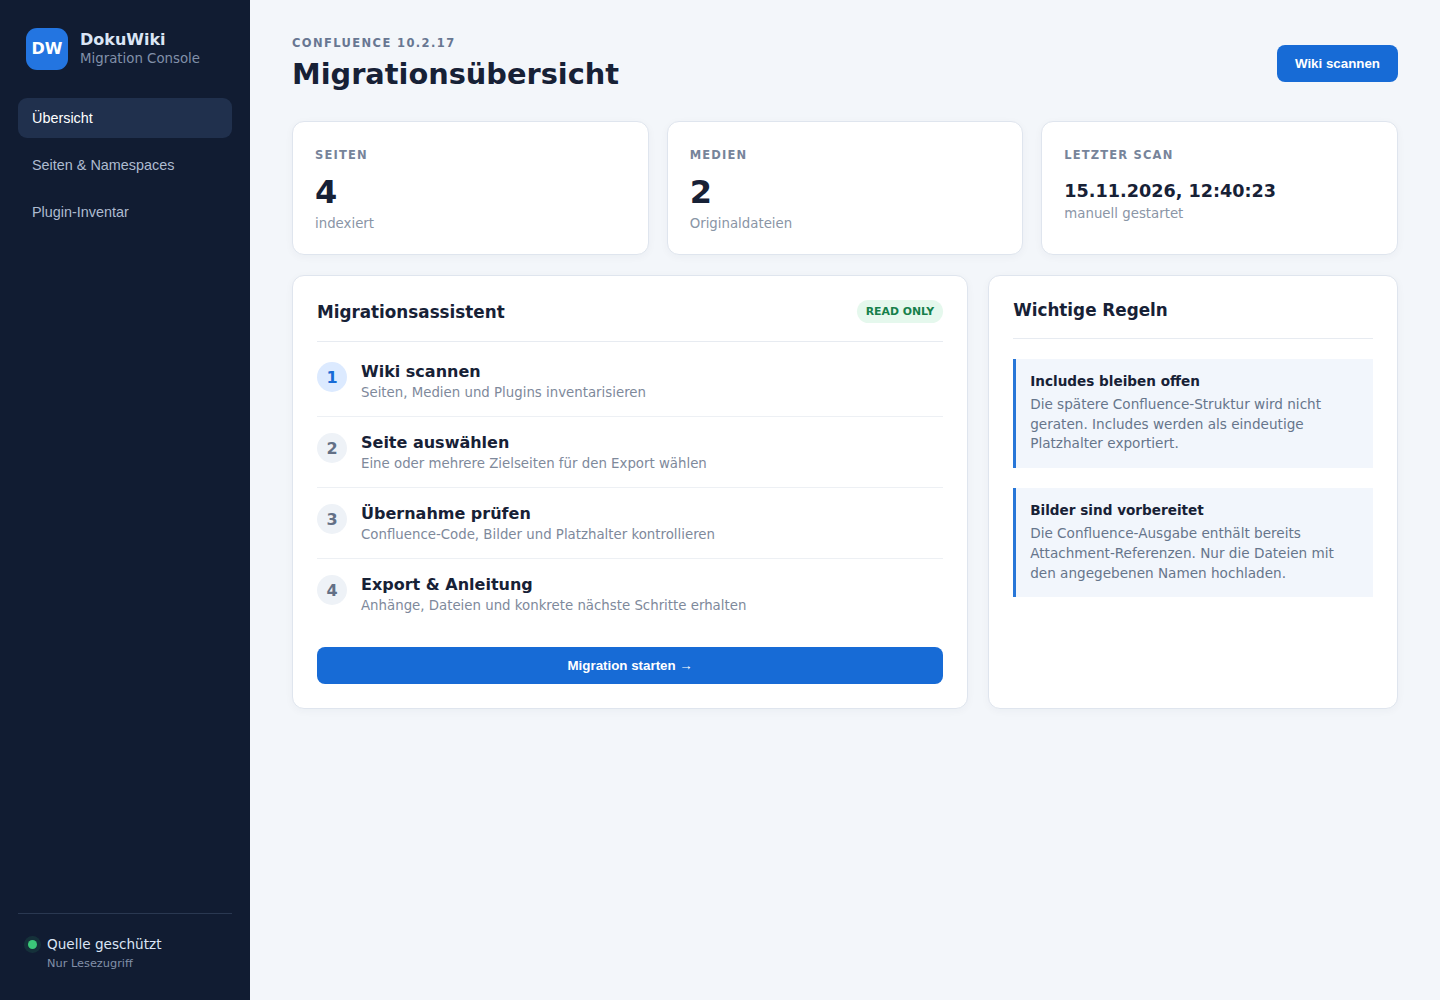 DW
DokuWiki
Migration Console
Übersicht
Seiten & Namespaces
Plugin-Inventar
Quelle geschützt
Nur Lesezugriff
CONFLUENCE 10.2.17
Migrationsübersicht
Wiki scannen
SEITEN
4
indexiert
MEDIEN
2
Originaldateien
LETZTER SCAN
15.11.2026, 12:40:23
manuell gestartet
Migrationsassistent
READ ONLY
1
Wiki scannen
Seiten, Medien und Plugins inventarisieren
2
Seite auswählen
Eine oder mehrere Zielseiten für den Export wählen
3
Übernahme prüfen
Confluence-Code, Bilder und Platzhalter kontrollieren
4
Export & Anleitung
Anhänge, Dateien und konkrete nächste Schritte erhalten
Migration starten →
Wichtige Regeln
Includes bleiben offen
Die spätere Confluence-Struktur wird nicht
geraten. Includes werden als eindeutige
Platzhalter exportiert.
Bilder sind vorbereitet
Die Confluence-Ausgabe enthält bereits
Attachment-Referenzen. Nur die Dateien mit
den angegebenen Namen hochladen.